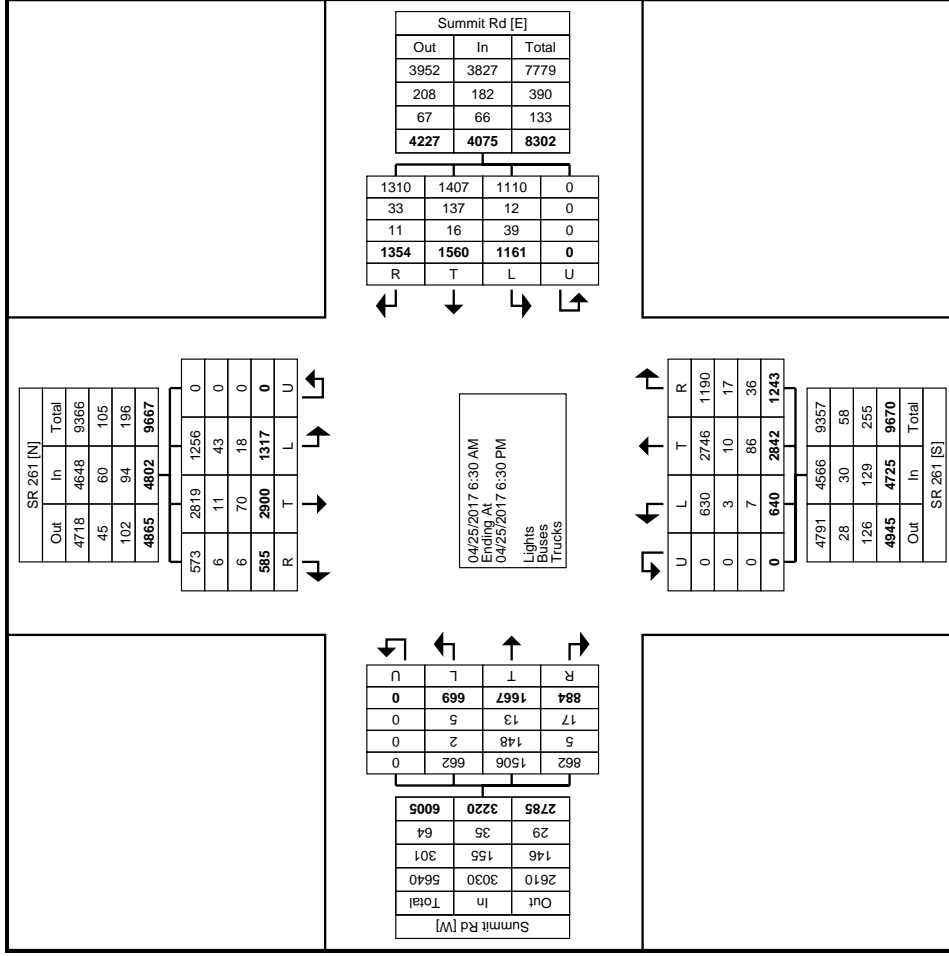 Summit Rd [E]
Out In Total
3952 3827 7779
208 182 390
67 66 133
4227 4075 8302
1310 1407 1110 0
33 137 12 0
11 16 39 0
1354 1560 1161 0
R T L U
SR 261 [N]
Out In Total
4718 4648 9366
45 60 105
102 94 196
4865 4802 9667
573 2819 1256 0
6 11 43 0
6 70 18 0
585 2900 1317 0
R T L U
04/25/2017 6:30 AM
Ending At
04/25/2017 6:30 PM
Lights
Buses
Trucks
U L T R
0 630 2746 1190
0 3 10 17
0 7 86 36
0 640 2842 1243
4791 4566 9357
28 30 58
126 129 255
4945 4725 9670
Out In Total
SR 261 [S]
Summit Rd [W]
Out In Total
2610 3030 5640
146 155 301
29 35 64
2785 3220 6005
862 1506 662 0
5 148 2 0
17 13 5 0
884 1667 669 0
R T L U